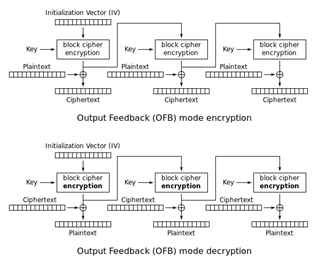 Initialization Vector (IV)
Key block cipher encryption Key block cipher encryption Key block cipher encryption
Plaintext Plaintext Plaintext
Ciphertext Ciphertext Ciphertext
Output Feedback (OFB) mode encryption
Initialization Vector (IV)
Key block cipher encryption Key block cipher encryption Key block cipher encryption
Ciphertext Ciphertext Ciphertext
Plaintext Plaintext Plaintext
Output Feedback (OFB) mode decryption